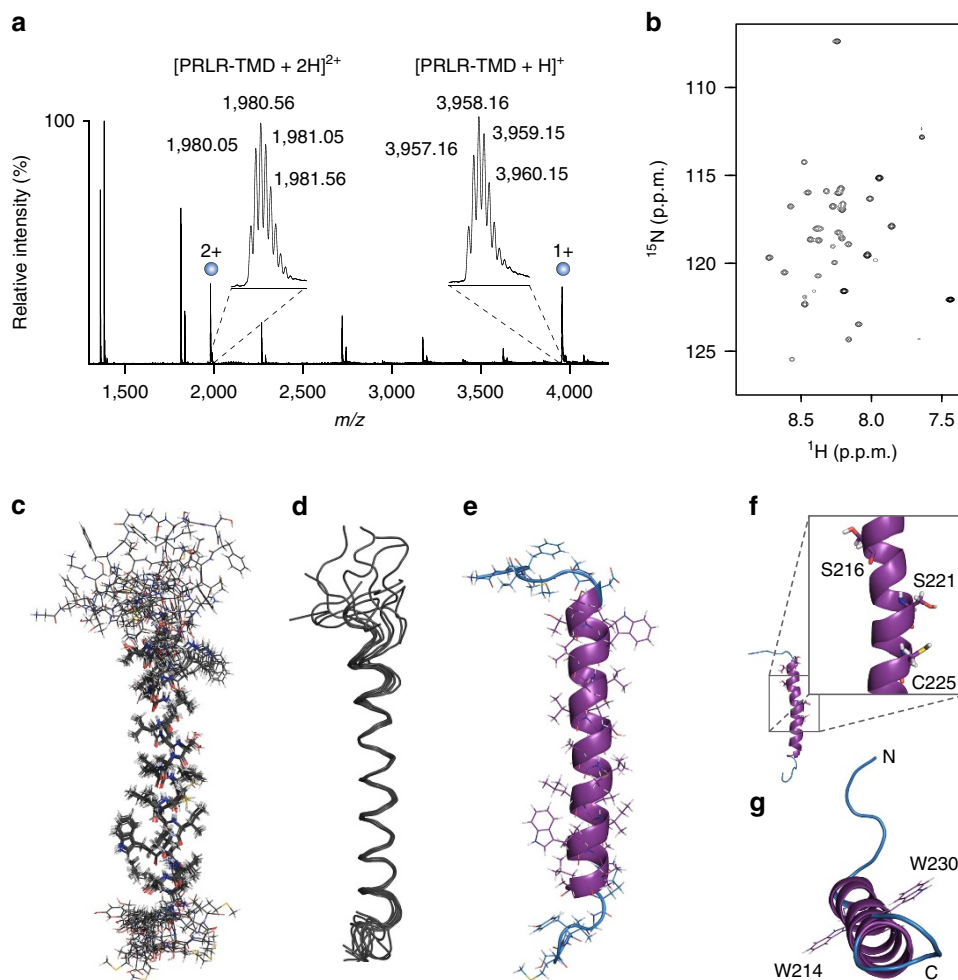 a
[PRLR-TMD + 2H]2+
[PRLR-TMD + H]+
1,980.56
3,958.16
1,980.05
1,981.05
3,957.16
3,959.15
1,981.56
3,960.15
100
2+
1+
Relative intensity (%)
1,500
2,000
2,500
3,000
3,500
4,000
m/z
b
110
115
120
125
15N (p.p.m.)
8.5
8.0
7.5
1H (p.p.m.)
c
d
e
f
S216
S221
C225
g
N
W230
W214
C